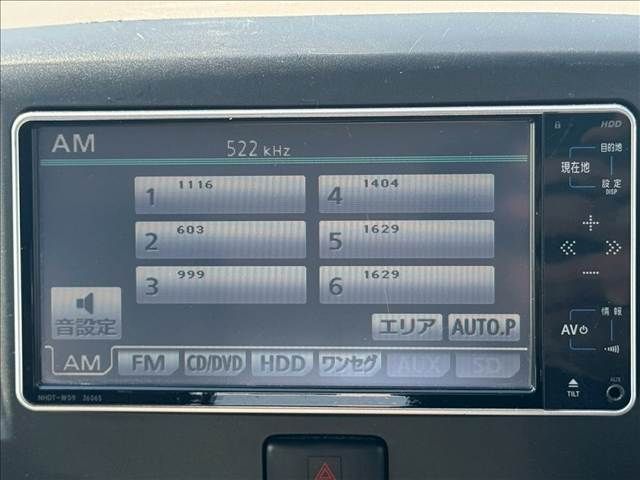 AM
522 kHz
1 1116
4 1404
2 603
5 1629
3 999
6 1629
音設定
エリア AUTO.P
AM FM CD/DVD HDD ワンセグ AUX SD
HDD
目的地
現在地
設定
DISP
情報
AV
TILT
AUX
NHDT-W59